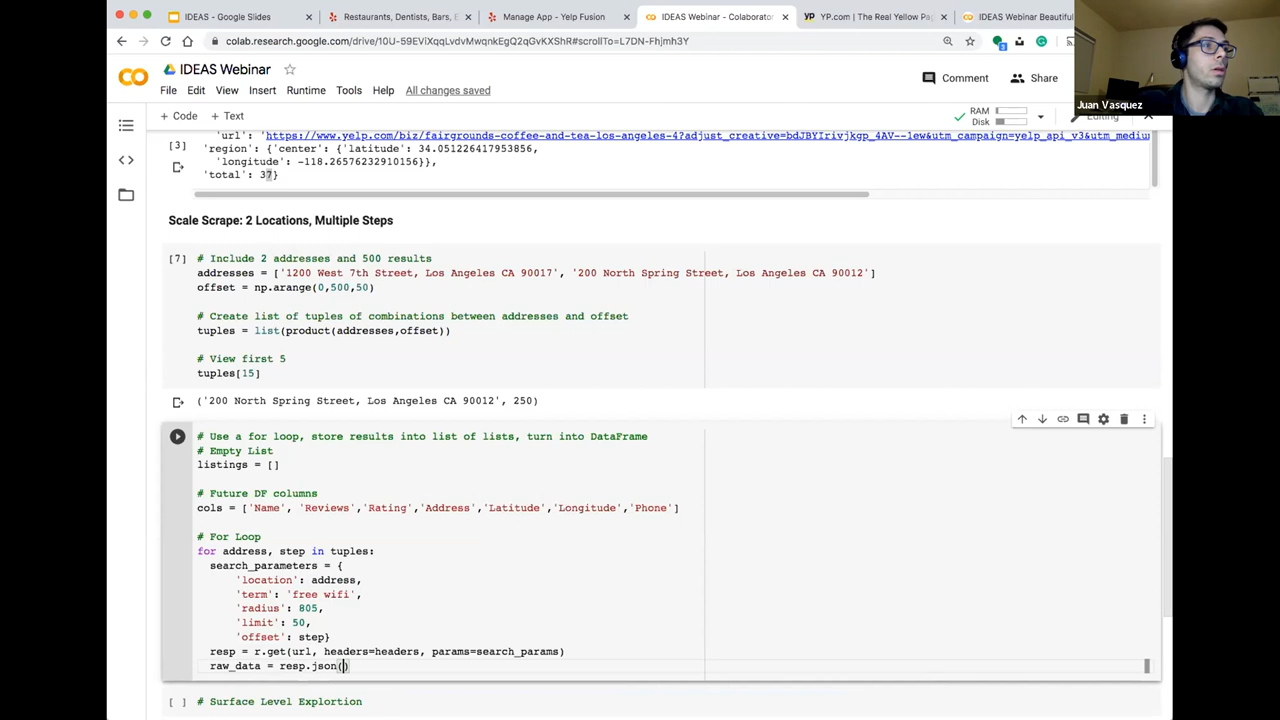 IDEAS - Google Slides
Restaurants, Dentists, Bars, E
Manage App - Yelp Fusion
IDEAS Webinar - Colaborator
YP.com | The Real Yellow Pa
IDEAS Webinar Beautiful
colab.research.google.com/drive/10U-59EViXqqLvdvMwqnkEgQ2qGvKXShR#scrollTo=L7DN-Fhjmh3Y
IDEAS Webinar
Comment
Share
Juan Vasquez
File Edit View Insert Runtime Tools Help All changes saved
+ Code + Text
RAM
Disk
Editing
'url': 'https://www.yelp.com/biz/fairgrounds-coffee-and-tea-los-angeles-4?adjust_creative=bdJBYIrivjkgp_4AV--lew&utm_campaign=yelp_api_v3&utm_mediu
[3] 'region': {'center': {'latitude': 34.051226417953856,
'longitude': -118.26576232910156}},
'total': 37}
Scale Scrape: 2 Locations, Multiple Steps
[7] # Include 2 addresses and 500 results
addresses = ['1200 West 7th Street, Los Angeles CA 90017', '200 North Spring Street, Los Angeles CA 90012']
offset = np.arange(0,500,50)
# Create list of tuples of combinations between addresses and offset
tuples = list(product(addresses,offset))
# View first 5
tuples[15]
('200 North Spring Street, Los Angeles CA 90012', 250)
# Use a for loop, store results into list of lists, turn into DataFrame
# Empty List
listings = []
# Future DF columns
cols = ['Name', 'Reviews','Rating','Address','Latitude','Longitude','Phone']
# For Loop
for address, step in tuples:
search_parameters = {
'location': address,
'term': 'free wifi',
'radius': 805,
'limit': 50,
'offset': step}
resp = r.get(url, headers=headers, params=search_params)
raw_data = resp.json()
[ ] # Surface Level Explortion